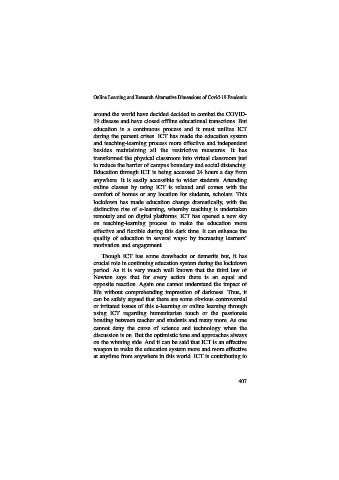 Online Learning and Research Alternative Dimensions of Covid-19 Pandemic
around the world have decided decided to combat the COVID-
19 disease and have closed offline educational transctions. But
education is a continuous process and it must utilize ICT
during the persent crises. ICT has made the education system
and teaching-learning process more effective and independent
besides maintaining all the restrictive measures. It has
transformed the physical classroom into virtual classroom just
to reduce the barrier of campus boundary and social distancing.
Education through ICT is being accessed 24 hours a day from
anywhere. It is easily accessible to wider students. Attending
online classes by using ICT is relaxed and comes with the
comfort of homes or any location for students, scholars. This
lockdown has made education change dramatically, with the
distinctive rise of e-learning, whereby teaching is undertaken
remotely and on digital platforms. ICT has opened a new sky
on teaching-learning process to make the education more
effective and flexible during this dark time. It can enhance the
quality of education in several ways: by increasing learners'
motivation and engagement.
Though ICT has some drawbacks or demerits but, it has
crucial role in continuing education system during the lockdown
period. As it is very much well known that the third law of
Newton says that for every action there is an equal and
opposite reaction. Again one cannot understand the impact of
life without comprehending impression of darkness. Thus, it
can be safely argued that there are some obvious controversial
or irritated issues of this e-learning or online learning through
using ICT regarding humanitarian touch or the passionate
bonding between teacher and students and many more. As one
cannot deny the curse of science and technology when the
discussion is on. But the optimistic tone and approaches always
on the winning side. And it can be said that ICT is an effective
weapon to make the education system more and more effective
at anytime from anywhere in this world. ICT is contributing to
407